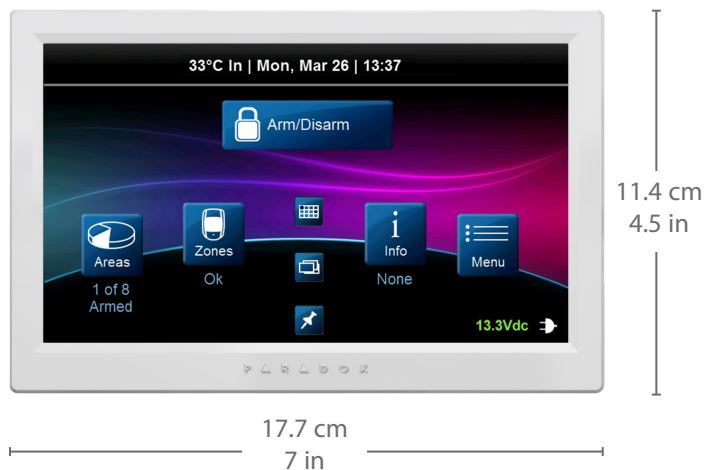 33°C In | Mon, Mar 26 | 13:37
Arm/Disarm
11.4 cm
4.5 in
Areas
1 of 8
Armed
Zones
Ok
i
Info
None
Menu
13.3Vdc
PARADOX
17.7 cm
7 in